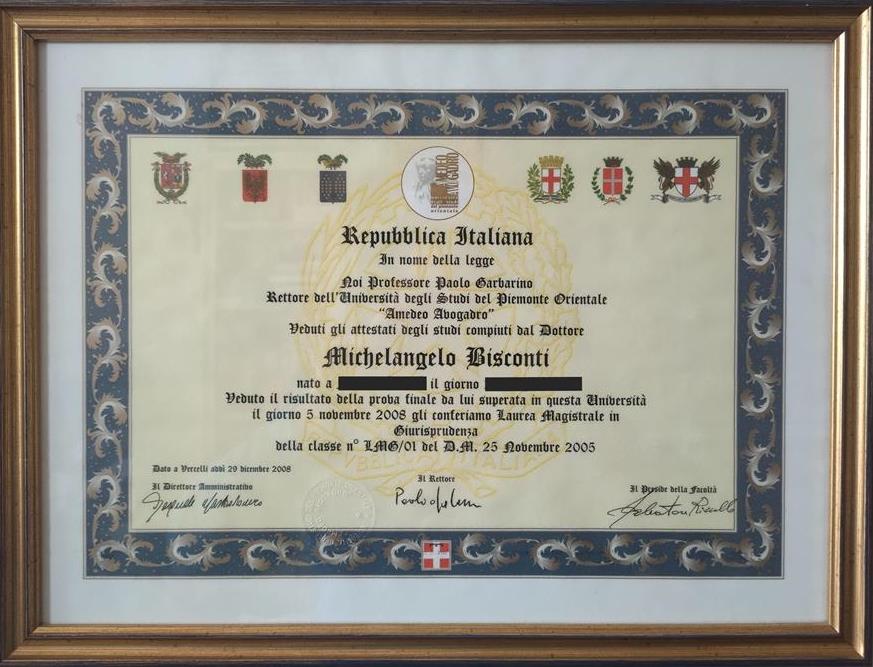 AMEDEO
AVOGADRO
Repubblica Italiana
In nome della legge
Noi Professore Paolo Garbarino
Rettore dell'Università degli Studi del Piemonte Orientale
"Amedeo Avogadro"
Veduti gli attestati degli studi compiuti dal Dottore
Michelangelo Bisconti
nato a il giorno
Veduto il risultato della prova finale da lui superata in questa Università
il giorno 5 novembre 2008 gli conferiamo Laurea Magistrale in
Giurisprudenza
della classe n° LMG/01 del D.M. 25 Novembre 2005
Dato a Vercelli addì 29 dicembre 2008
Il Direttore Amministrativo
Il Rettore
Il Preside della Facoltà